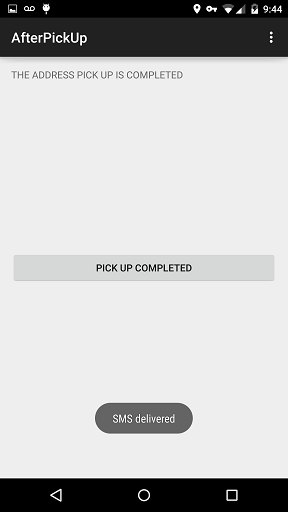 9:44
AfterPickUp
THE ADDRESS PICK UP IS COMPLETED
PICK UP COMPLETED
SMS delivered